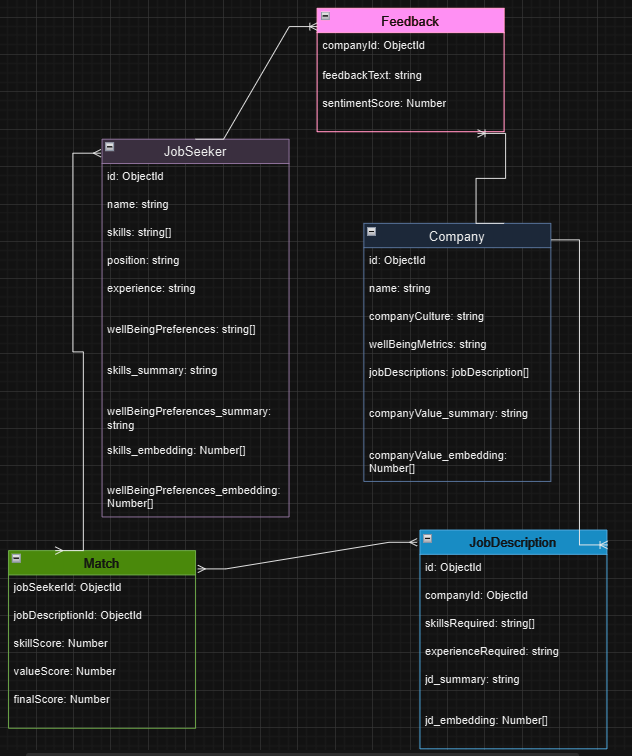 Feedback
companyId: ObjectId
feedbackText: string
sentimentScore: Number
JobSeeker
id: ObjectId
name: string
skills: string[]
position: string
experience: string
wellBeingPreferences: string[]
skills_summary: string
wellBeingPreferences_summary:
string
skills_embedding: Number[]
wellBeingPreferences_embedding:
Number[]
Company
id: ObjectId
name: string
companyCulture: string
wellBeingMetrics: string
jobDescriptions: jobDescription[]
companyValue_summary: string
companyValue_embedding:
Number[]
Match
jobSeekerId: ObjectId
jobDescriptionId: ObjectId
skillScore: Number
valueScore: Number
finalScore: Number
JobDescription
id: ObjectId
companyId: ObjectId
skillsRequired: string[]
experienceRequired: string
jd_summary: string
jd_embedding: Number[]